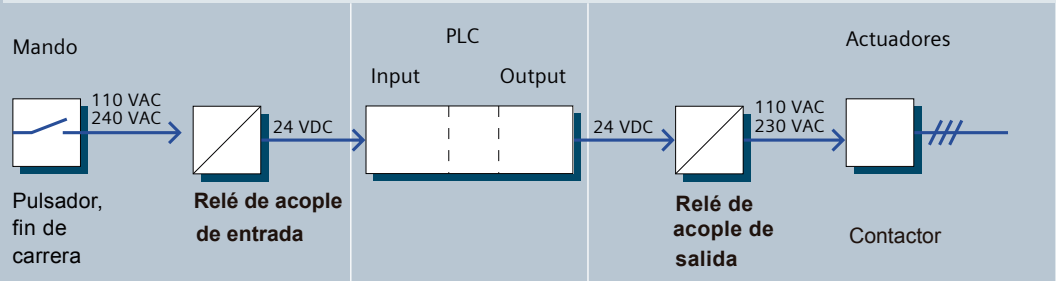 Mando
PLC
Actuadores
Input
Output
110 VAC
240 VAC
24 VDC
24 VDC
110 VAC
230 VAC
Pulsador,
fin de
carrera
Relé de acople
de entrada
Relé de
acople de
salida
Contactor